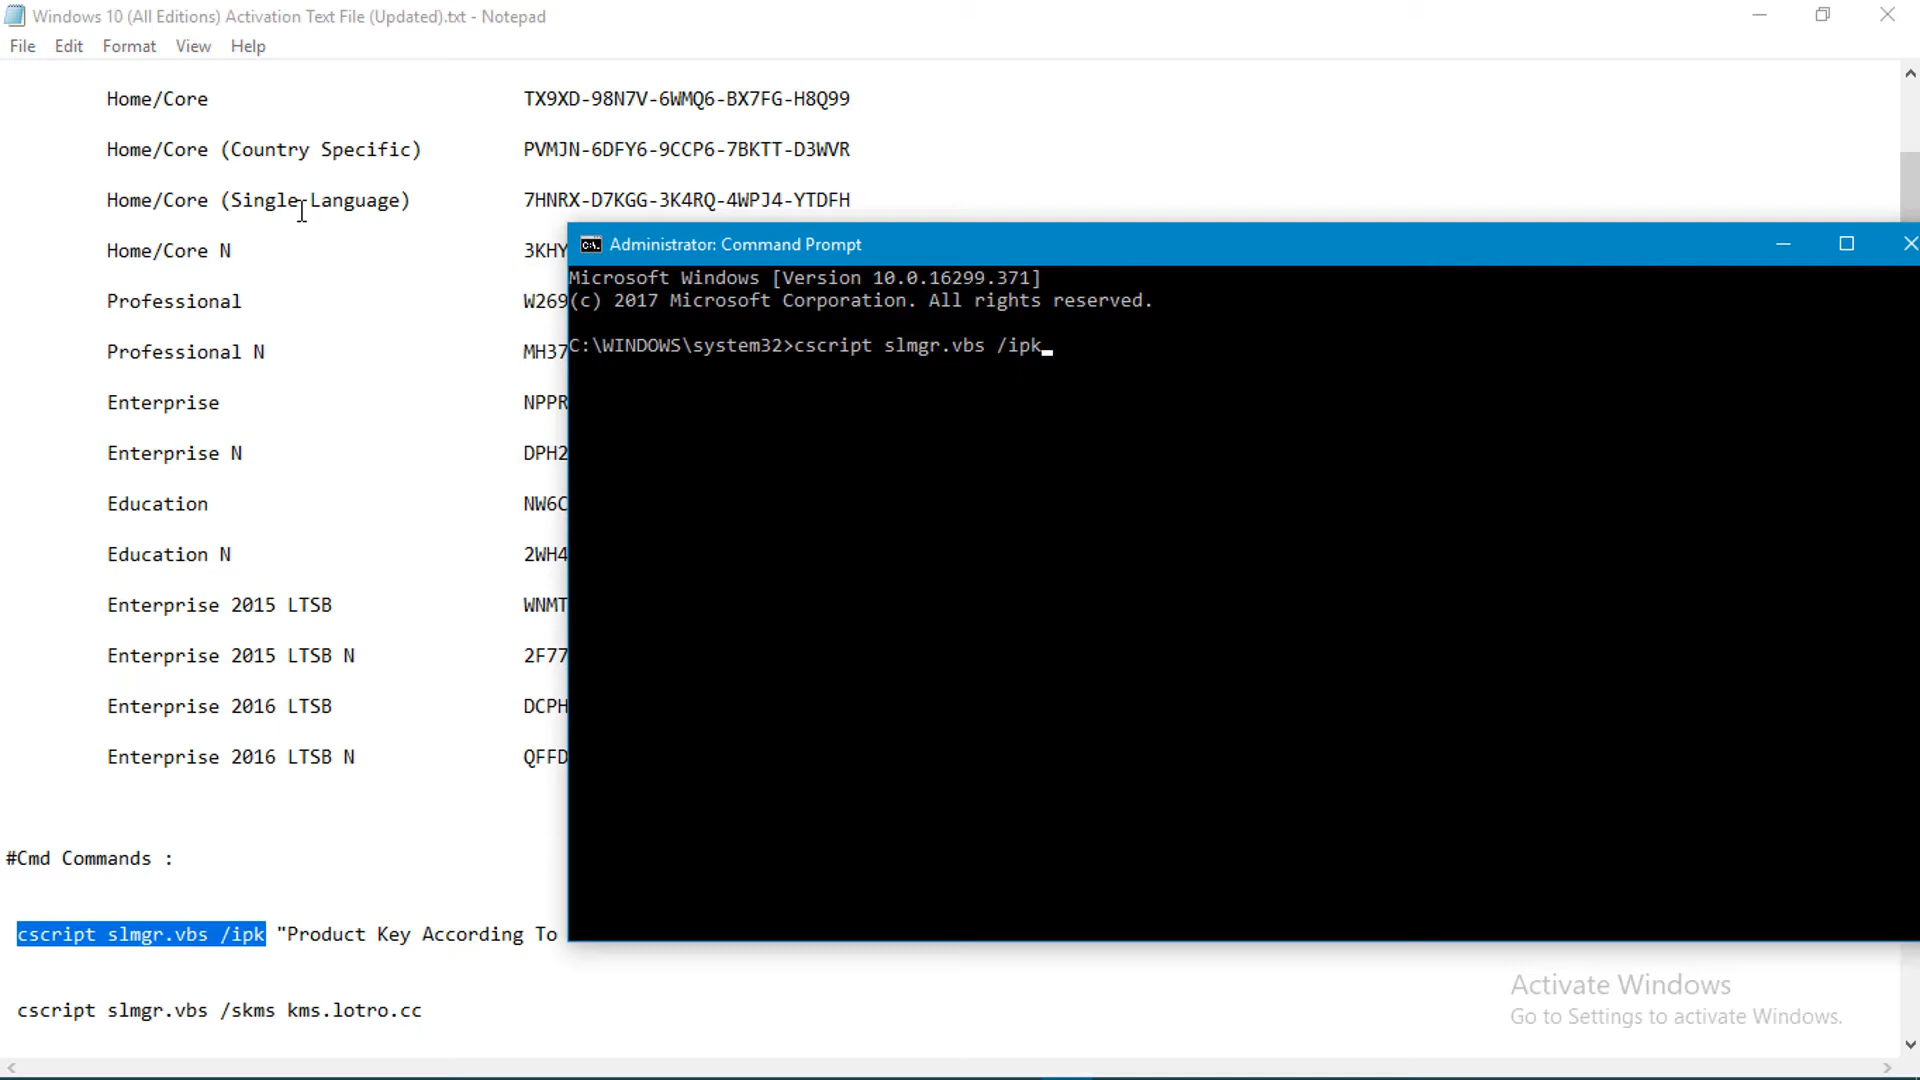 Windows 10 (All Editions) Activation Text File (Updated).txt - Notepad
File Edit Format View Help
Home/Core TX9XD-98N7V-6WMQ6-BX7FG-H8Q99
Home/Core (Country Specific) PVMJN-6DFY6-9CCP6-7BKTT-D3WVR
Home/Core (Single Language) 7HNRX-D7KGG-3K4RQ-4WPJ4-YTDFH
Home/Core N 3KHY
Professional W269
Professional N MH37
Enterprise NPPR
Enterprise N DPH2
Education NW6C
Education N 2WH4
Enterprise 2015 LTSB WNMT
Enterprise 2015 LTSB N 2F77
Enterprise 2016 LTSB DCPH
Enterprise 2016 LTSB N QFFD
#Cmd Commands :
cscript slmgr.vbs /ipk "Product Key According To
cscript slmgr.vbs /skms kms.lotro.cc
Administrator: Command Prompt
Microsoft Windows [Version 10.0.16299.371]
(c) 2017 Microsoft Corporation. All rights reserved.
C:\WINDOWS\system32>cscript slmgr.vbs /ipk
Activate Windows
Go to Settings to activate Windows.